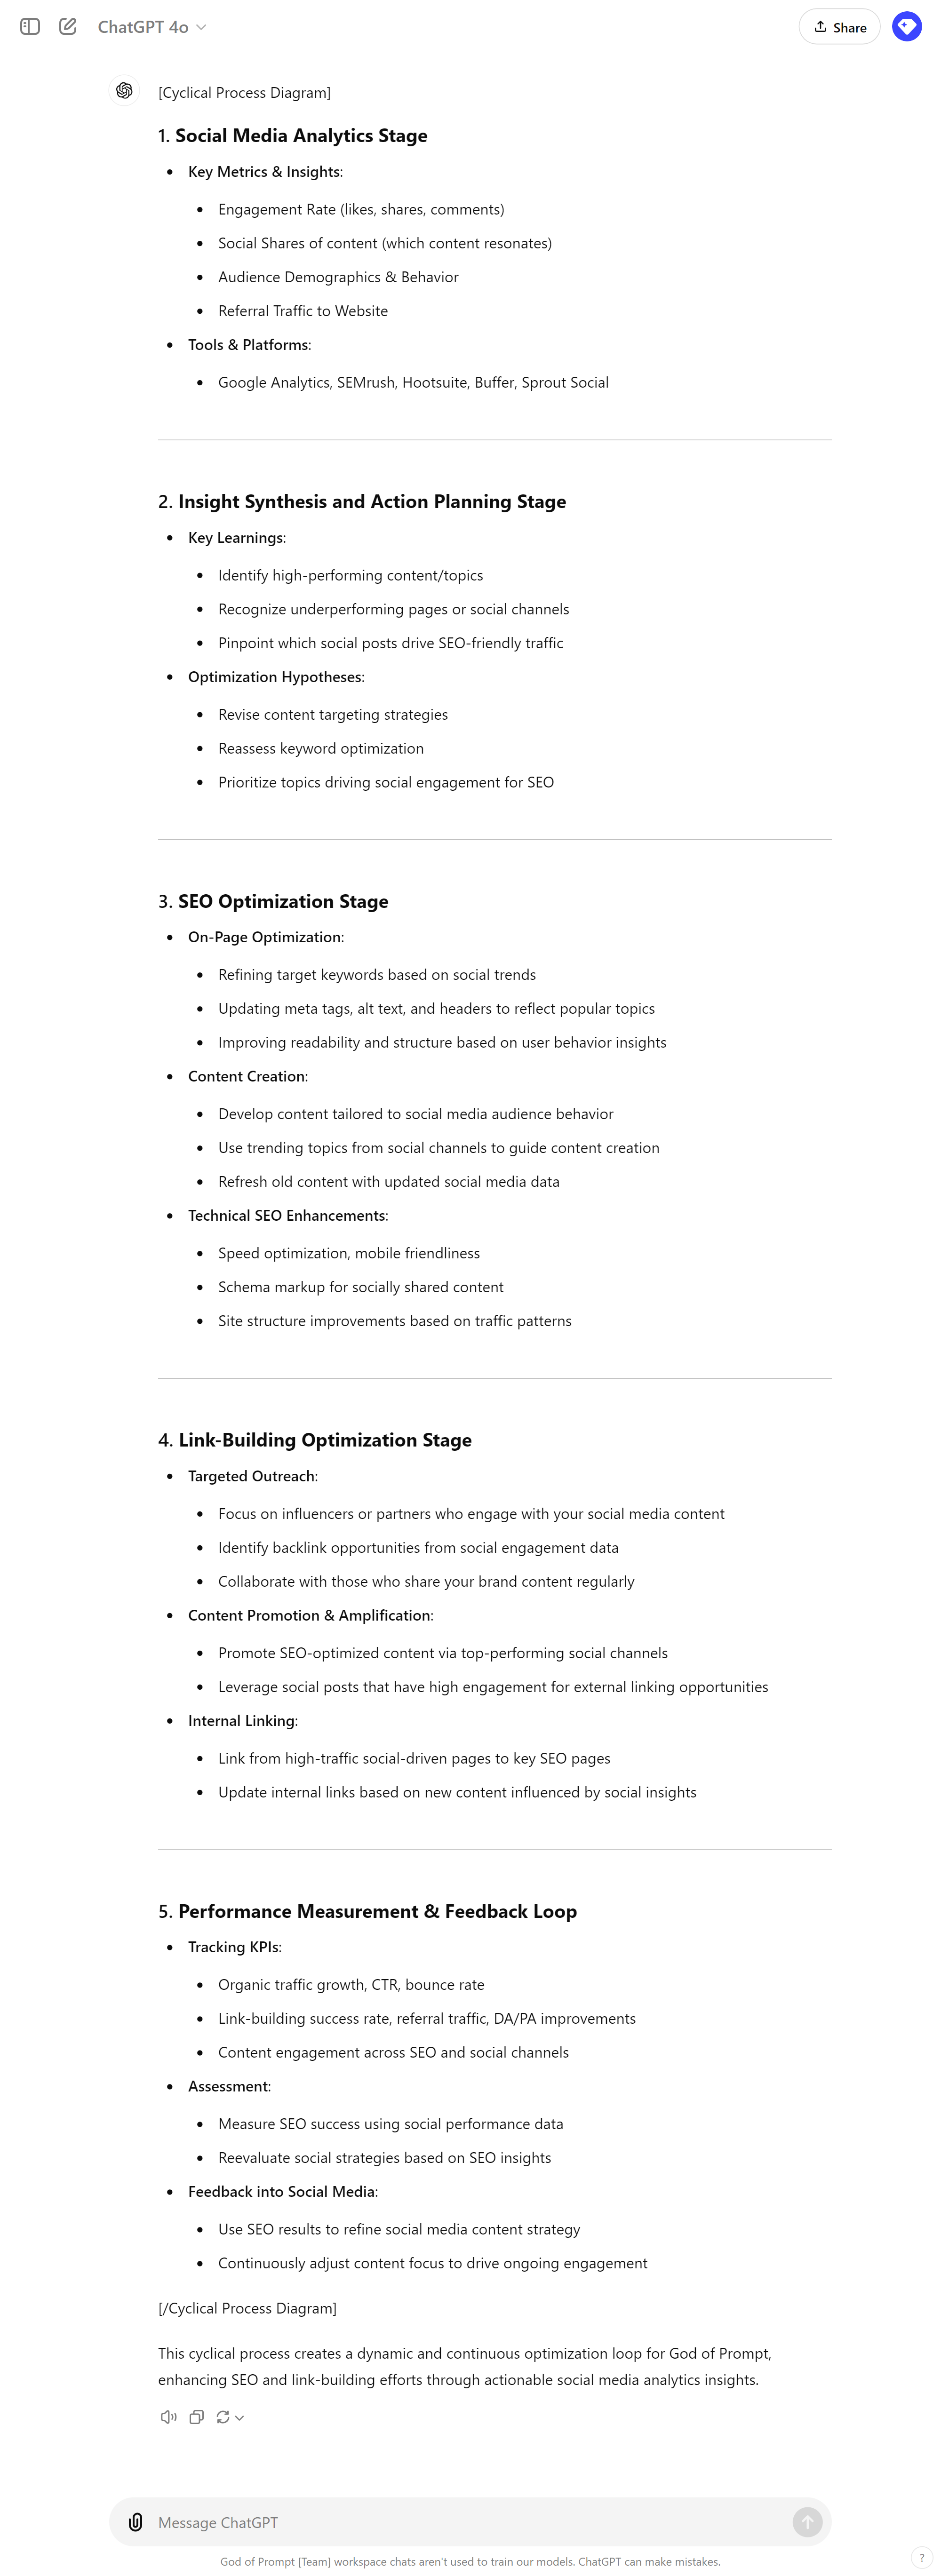 ChatGPT 4o
Share
[Cyclical Process Diagram]
1. Social Media Analytics Stage
• Key Metrics & Insights:
• Engagement Rate (likes, shares, comments)
• Social Shares of content (which content resonates)
• Audience Demographics & Behavior
• Referral Traffic to Website
• Tools & Platforms:
• Google Analytics, SEMrush, Hootsuite, Buffer, Sprout Social
2. Insight Synthesis and Action Planning Stage
• Key Learnings:
• Identify high-performing content/topics
• Recognize underperforming pages or social channels
• Pinpoint which social posts drive SEO-friendly traffic
• Optimization Hypotheses:
• Revise content targeting strategies
• Reassess keyword optimization
• Prioritize topics driving social engagement for SEO
3. SEO Optimization Stage
• On-Page Optimization:
• Refining target keywords based on social trends
• Updating meta tags, alt text, and headers to reflect popular topics
• Improving readability and structure based on user behavior insights
• Content Creation:
• Develop content tailored to social media audience behavior
• Use trending topics from social channels to guide content creation
• Refresh old content with updated social media data
• Technical SEO Enhancements:
• Speed optimization, mobile friendliness
• Schema markup for socially shared content
• Site structure improvements based on traffic patterns
4. Link-Building Optimization Stage
• Targeted Outreach:
• Focus on influencers or partners who engage with your social media content
• Identify backlink opportunities from social engagement data
• Collaborate with those who share your brand content regularly
• Content Promotion & Amplification:
• Promote SEO-optimized content via top-performing social channels
• Leverage social posts that have high engagement for external linking opportunities
• Internal Linking:
• Link from high-traffic social-driven pages to key SEO pages
• Update internal links based on new content influenced by social insights
5. Performance Measurement & Feedback Loop
• Tracking KPIs:
• Organic traffic growth, CTR, bounce rate
• Link-building success rate, referral traffic, DA/PA improvements
• Content engagement across SEO and social channels
• Assessment:
• Measure SEO success using social performance data
• Reevaluate social strategies based on SEO insights
• Feedback into Social Media:
• Use SEO results to refine social media content strategy
• Continuously adjust content focus to drive ongoing engagement
[/Cyclical Process Diagram]
This cyclical process creates a dynamic and continuous optimization loop for God of Prompt,
enhancing SEO and link-building efforts through actionable social media analytics insights.
Message ChatGPT
God of Prompt [Team] workspace chats aren't used to train our models. ChatGPT can make mistakes.
?